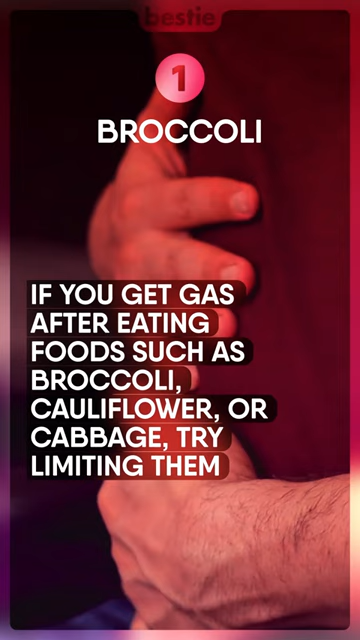 bestie
1
BROCCOLI
IF YOU GET GAS
AFTER EATING
FOODS SUCH AS
BROCCOLI,
CAULIFLOWER, OR
CABBAGE, TRY
LIMITING THEM